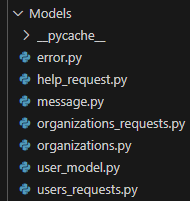 Models
__pycache__
error.py
help_request.py
message.py
organizations_requests.py
organizations.py
user_model.py
users_requests.py